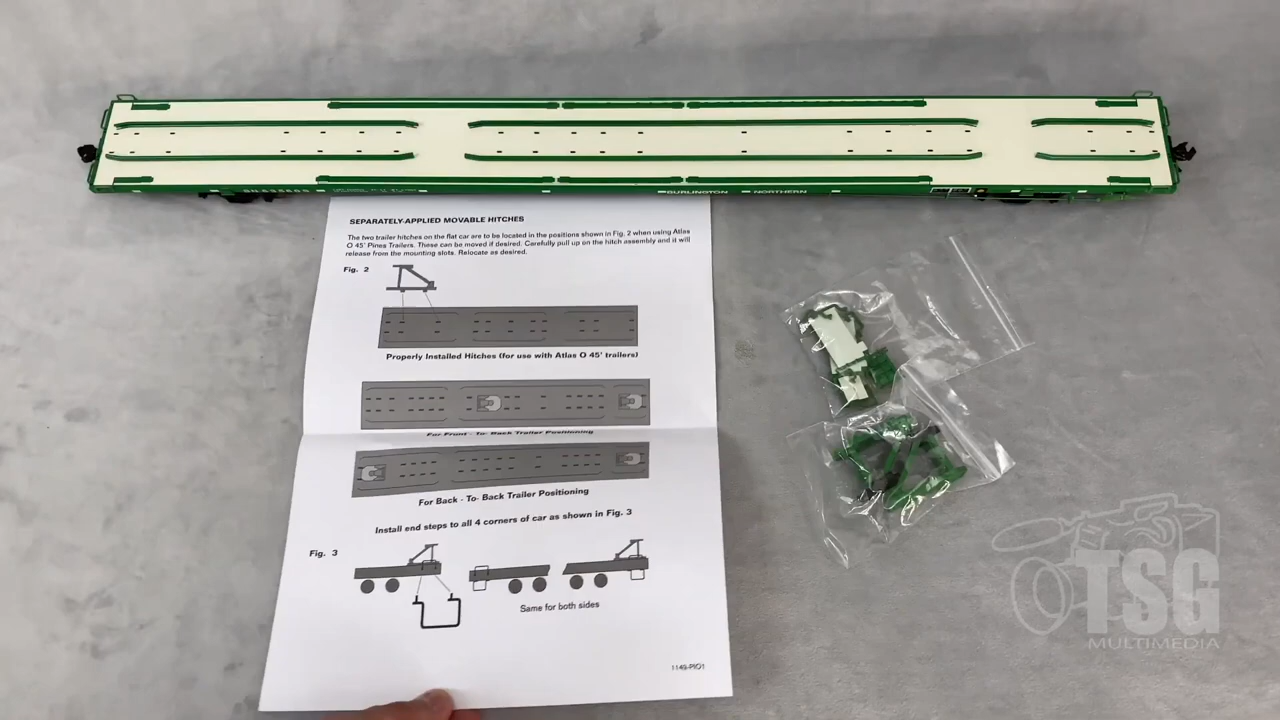 BURLINGTON NORTHERN
SEPARATELY-APPLIED MOVABLE HITCHES
The two trailer hitches on the flat car are to be located in the positions shown in Fig. 2 when using Atlas
O 45' Pines Trailers. These can be moved if desired. Carefully pull up on the hitch assembly and it will
release from the mounting slots. Relocate as desired.
Fig. 2
Properly Installed Hitches (for use with Atlas O 45' trailers)
For Front - To- Back Trailer Positioning
For Back - To- Back Trailer Positioning
Install end steps to all 4 corners of car as shown in Fig. 3
Fig. 3
Same for both sides
1149-PIO1
TSG
MULTIMEDIA